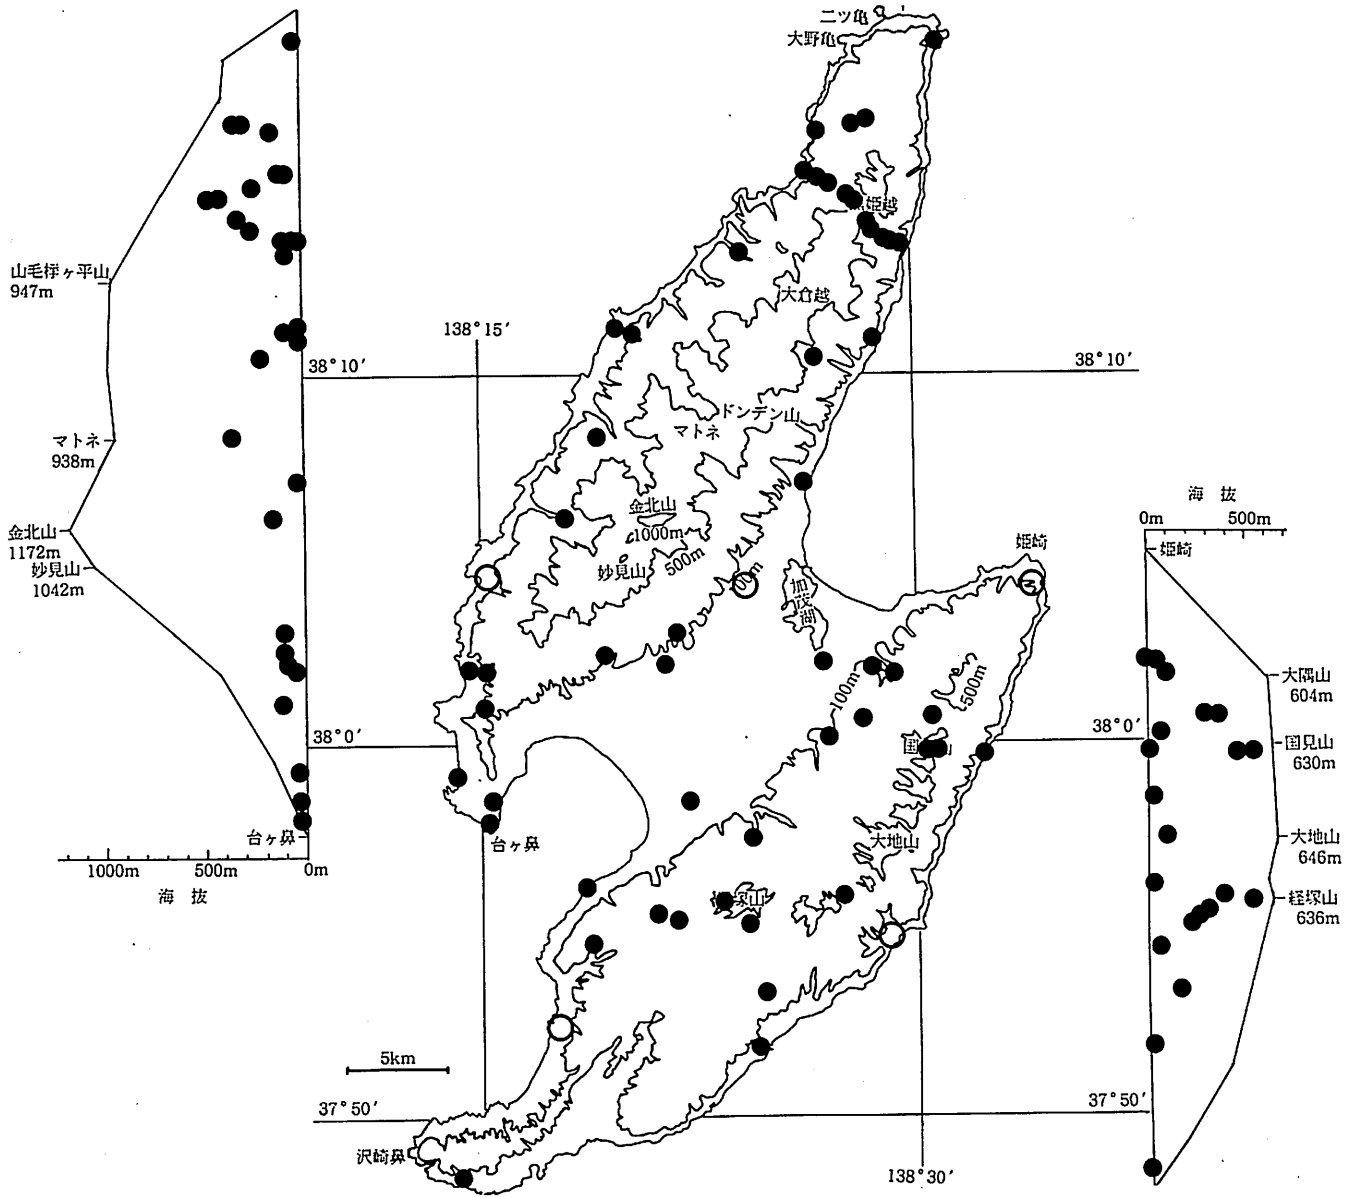 二ツ亀
大野亀
姫越
山毛欅ヶ平山
947m
大倉越
138°15′
38°10′
38°10′
ドンデン山
マトネ
マトネ
938m
海 抜
0m 500m
金北山
1000m
金北山
1172m
妙見山
1042m
妙見山
500m
姫崎
姫崎
加茂湖
100m
500m
大隅山
604m
38°0′
38°0′
国見山
630m
台ヶ鼻
台ヶ鼻
大地山
大地山
646m
1000m 500m 0m
海 抜
塚山
経塚山
636m
5km
37°50′
37°50′
沢崎鼻
138°30′